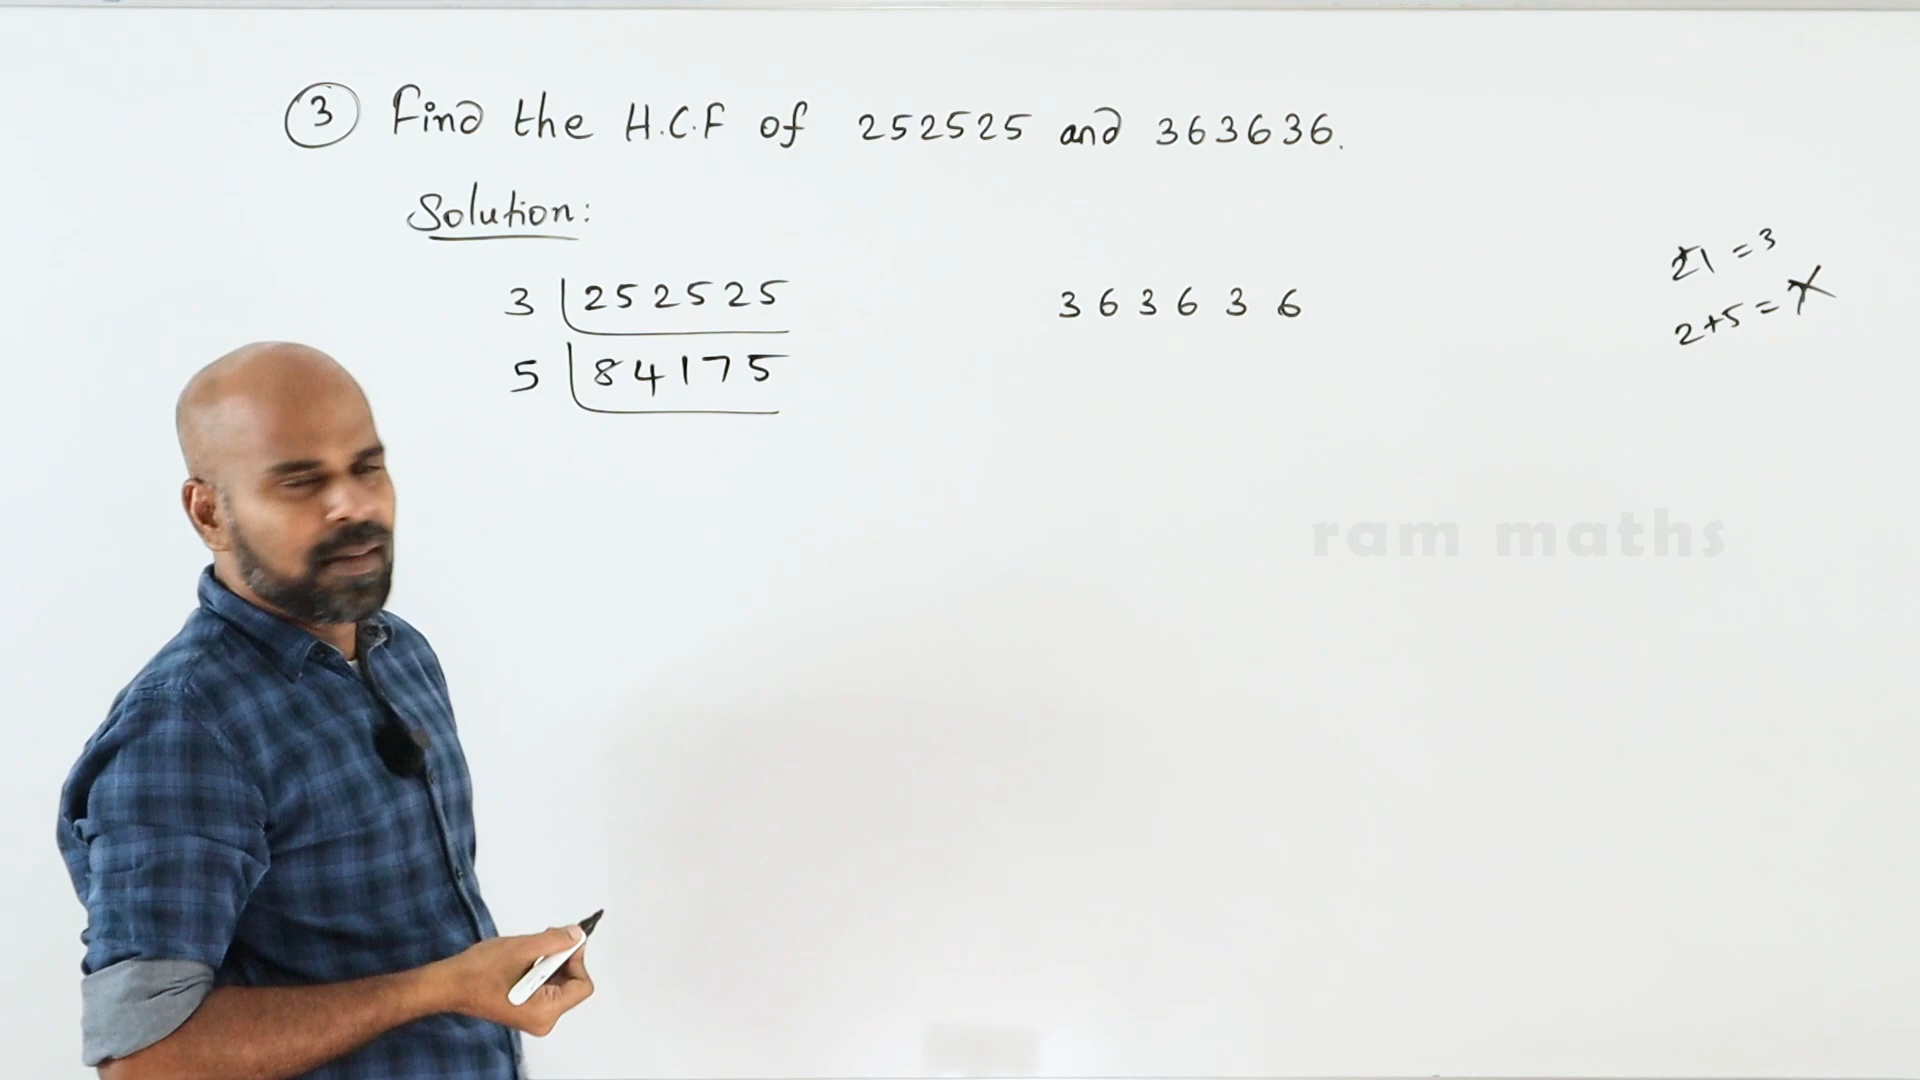 3 Find the H.C.F of 252525 and 363636.
Solution:
3 252525 363636
5 84175
21 = 3
2+5 = 7
ram maths